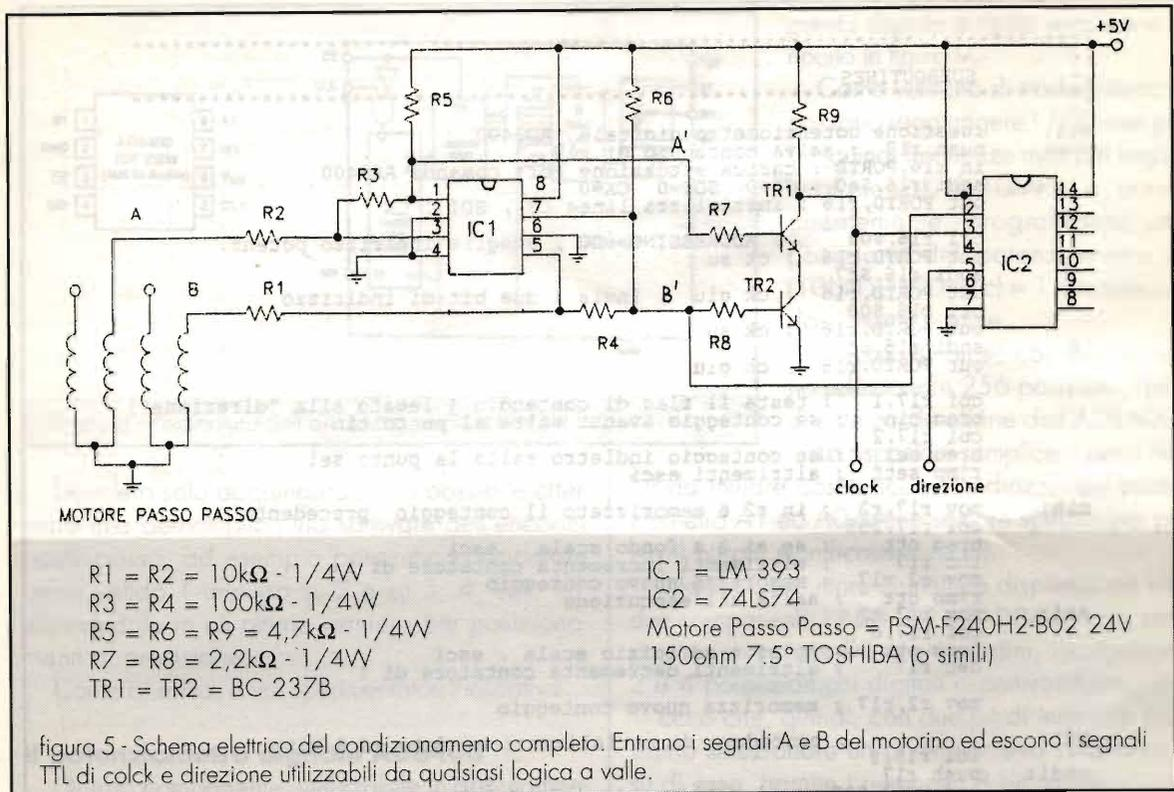 +5V
R5
R6
R9
A'
R3
TR1
A
R2
1
2
3
4
IC1
8
7
6
5
R7
1
2
3
4
5
6
7
IC2
14
13
12
11
10
9
8
B
R1
R4
B'
R8
TR2
clock
direzione
MOTORE PASSO PASSO
R1 = R2 = 10kΩ - 1/4W
R3 = R4 = 100kΩ - 1/4W
R5 = R6 = R9 = 4,7kΩ - 1/4W
R7 = R8 = 2,2kΩ - 1/4W
TR1 = TR2 = BC 237B
IC1 = LM 393
IC2 = 74LS74
Motore Passo Passo = PSM-F240H2-B02 24V
150ohm 7.5° TOSHIBA (o simili)
figura 5 - Schema elettrico del condizionamento completo. Entrano i segnali A e B del motorino ed escono i segnali
TTL di colck e direzione utilizzabili da qualsiasi logica a valle.